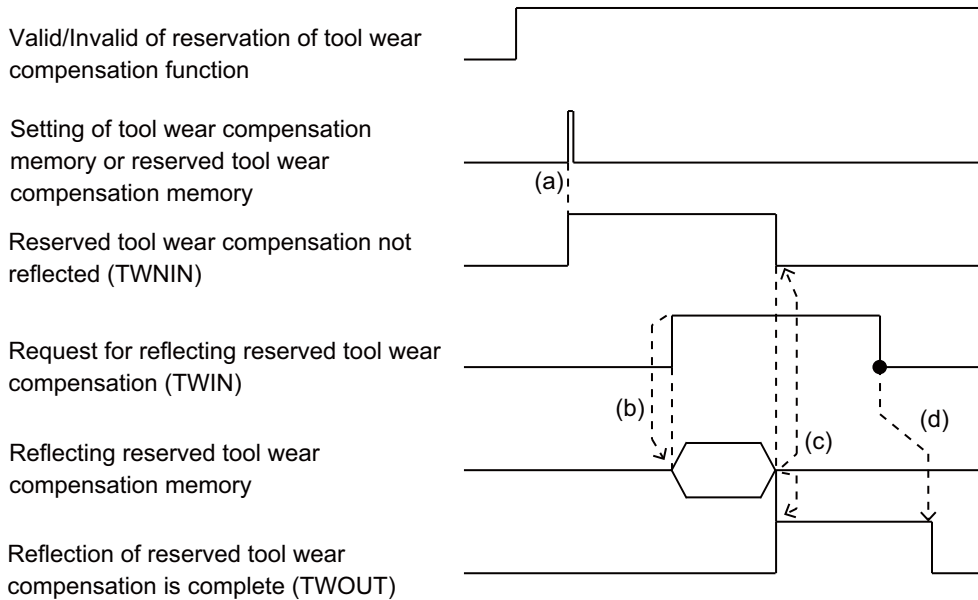 Valid/Invalid of reservation of tool wear
compensation function
Setting of tool wear compensation
memory or reserved tool wear
compensation memory
(a)
Reserved tool wear compensation not
reflected (TWNIN)
Request for reflecting reserved tool wear
compensation (TWIN)
(b)
(c)
(d)
Reflecting reserved tool wear
compensation memory
Reflection of reserved tool wear
compensation is complete (TWOUT)